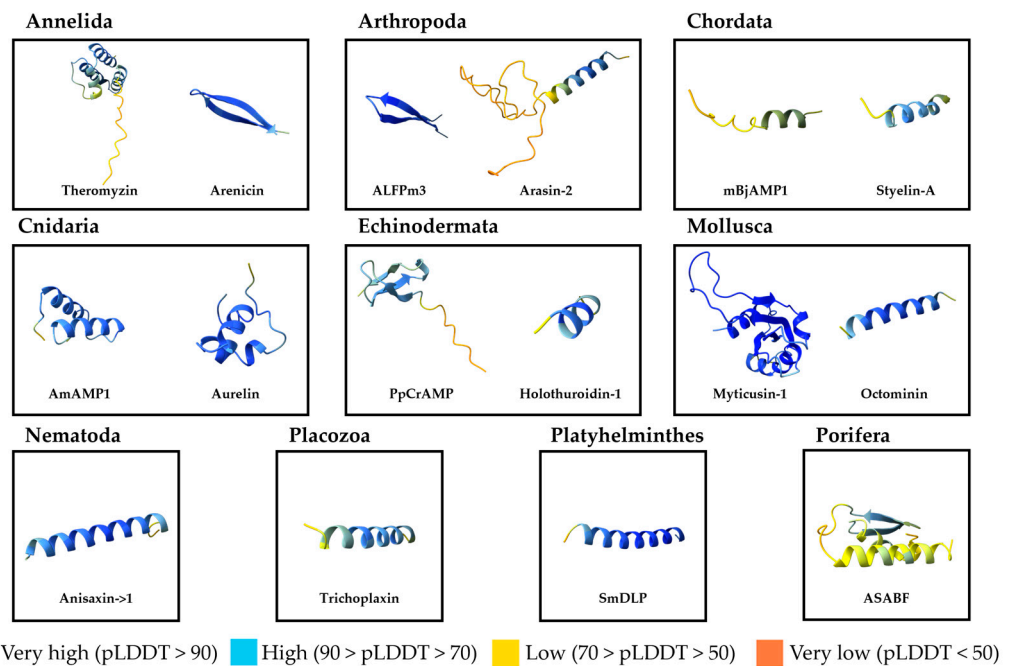 Annelida Arthropoda Chordata
Theromyzin Arenicin ALFPm3 Arasin-2 mBjAMP1 Styelin-A
Cnidaria Echinodermata Mollusca
AmAMP1 Aurelin PpCrAMP Holothuroidin-1 Myticusin-1 Octominin
Nematoda Placozoa Platyhelminthes Porifera
Anisaxin->1 Trichoplaxin SmDLP ASABF
Very high (pLDDT > 90) High (90 > pLDDT > 70) Low (70 > pLDDT > 50) Very low (pLDDT < 50)